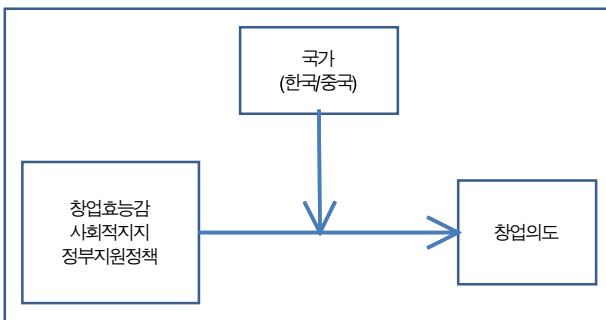 국가
(한국/중국)
창업효능감
사회적지지
정부지원정책
창업의도